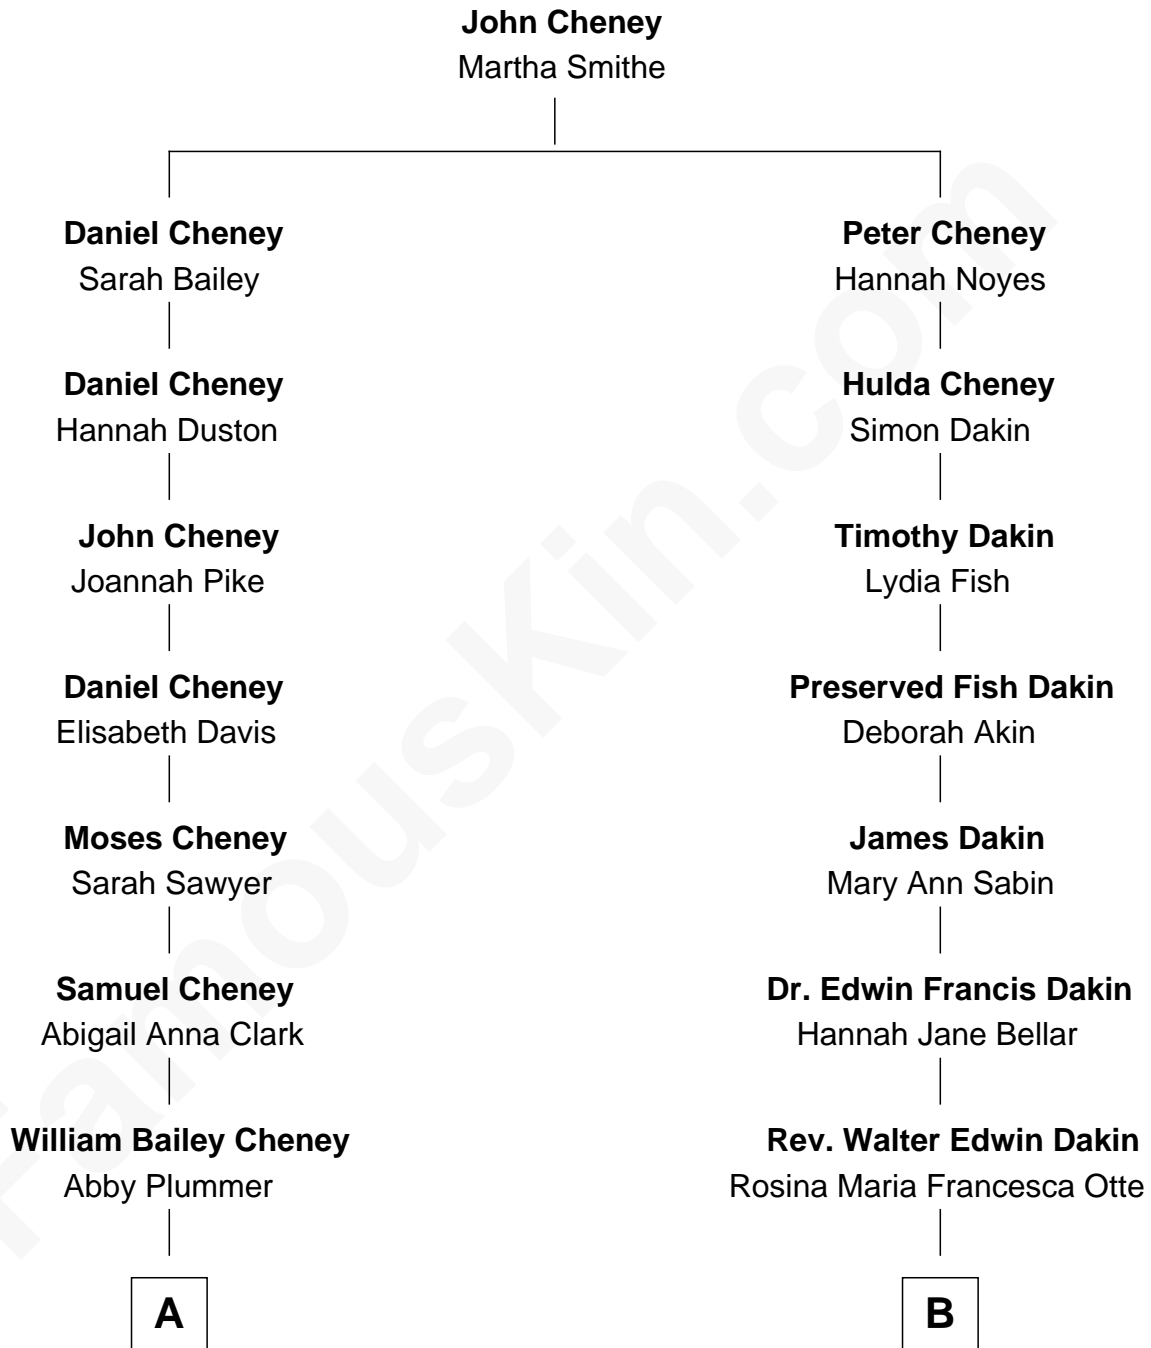 John Cheney
Martha Smithe
Daniel Cheney
Sarah Bailey
Peter Cheney
Hannah Noyes
Daniel Cheney
Hannah Duston
Hulda Cheney
Simon Dakin
John Cheney
Joannah Pike
Timothy Dakin
Lydia Fish
Daniel Cheney
Elisabeth Davis
Preserved Fish Dakin
Deborah Akin
Moses Cheney
Sarah Sawyer
James Dakin
Mary Ann Sabin
Samuel Cheney
Abigail Anna Clark
Dr. Edwin Francis Dakin
Hannah Jane Bellar
William Bailey Cheney
Abby Plummer
Rev. Walter Edwin Dakin
Rosina Maria Francesca Otte
A
B
FamousKin.com